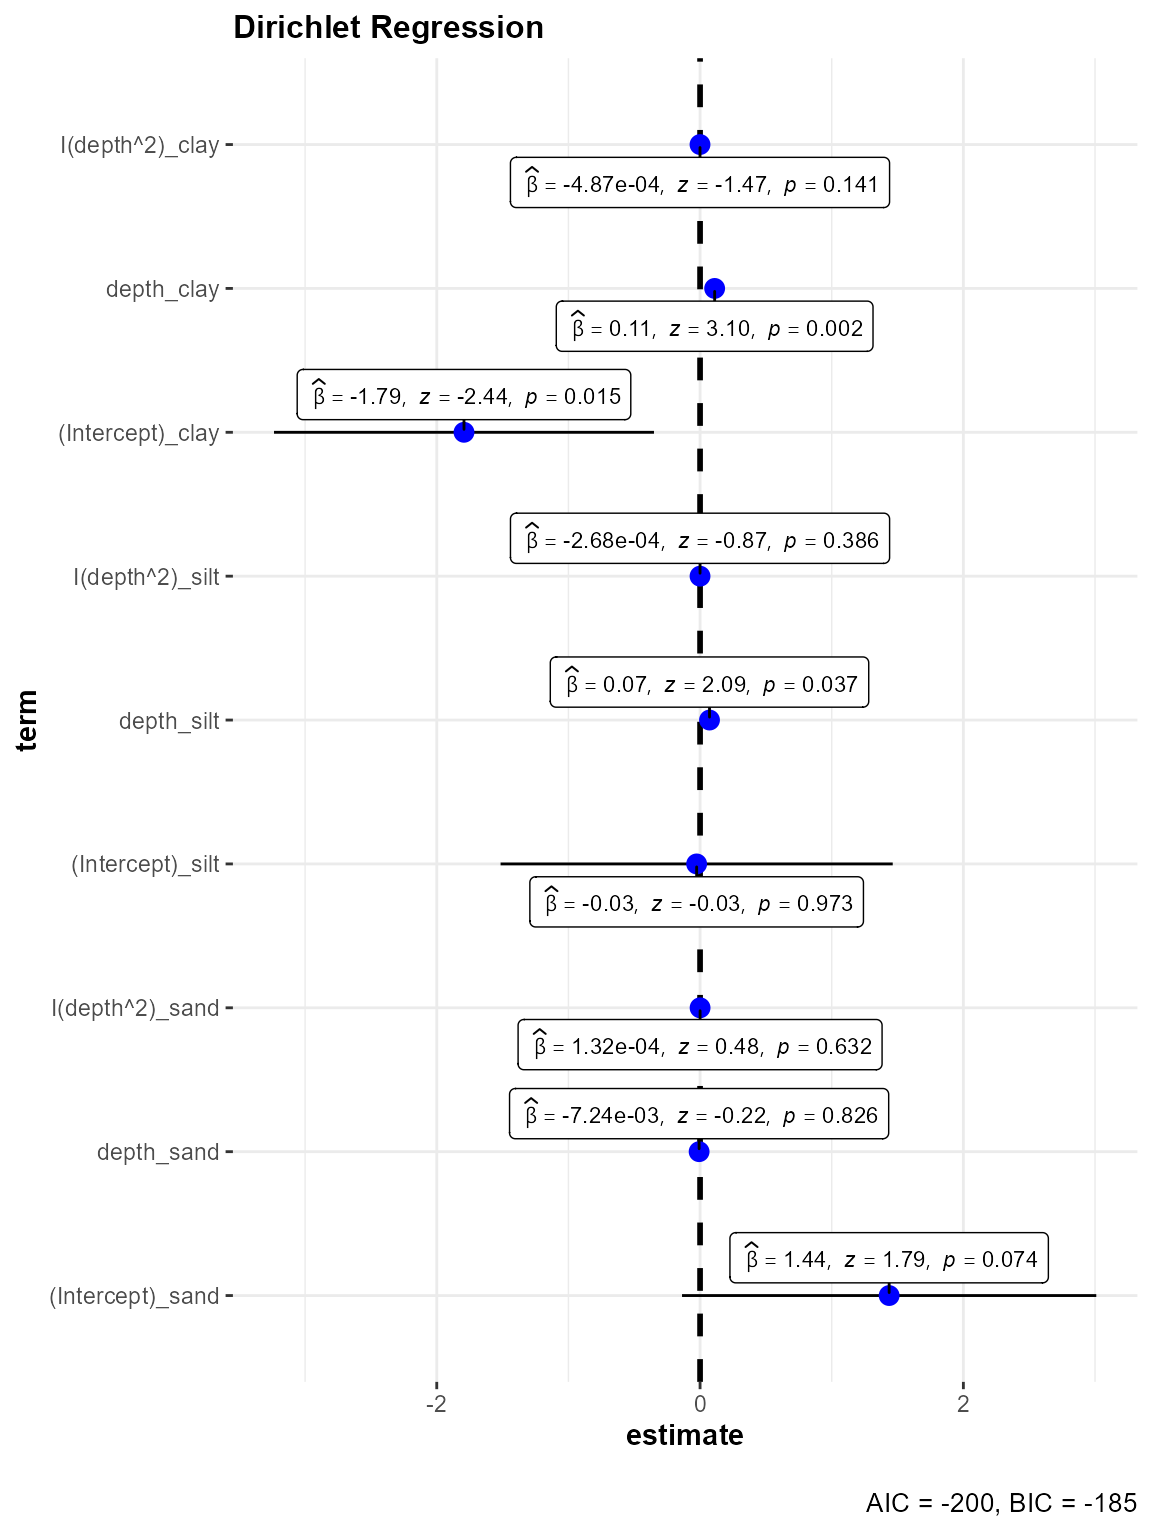 Dirichlet Regression
I(depth^2)_clay
β̂ = -4.87e-04, z = -1.47, p = 0.141
depth_clay
β̂ = 0.11, z = 3.10, p = 0.002
β̂ = -1.79, z = -2.44, p = 0.015
(Intercept)_clay
β̂ = -2.68e-04, z = -0.87, p = 0.386
I(depth^2)_silt
β̂ = 0.07, z = 2.09, p = 0.037
depth_silt
(Intercept)_silt
β̂ = -0.03, z = -0.03, p = 0.973
I(depth^2)_sand
β̂ = 1.32e-04, z = 0.48, p = 0.632
β̂ = -7.24e-03, z = -0.22, p = 0.826
depth_sand
β̂ = 1.44, z = 1.79, p = 0.074
(Intercept)_sand
term
-2 0 2
estimate
AIC = -200, BIC = -185